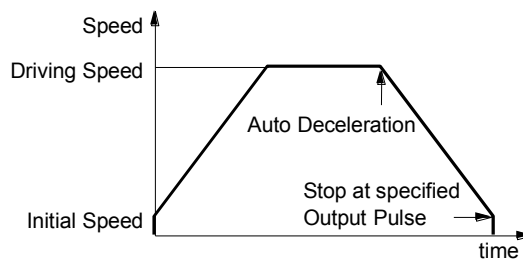 Speed
Driving Speed
Auto Deceleration
Stop at specified
Output Pulse
Initial Speed
time